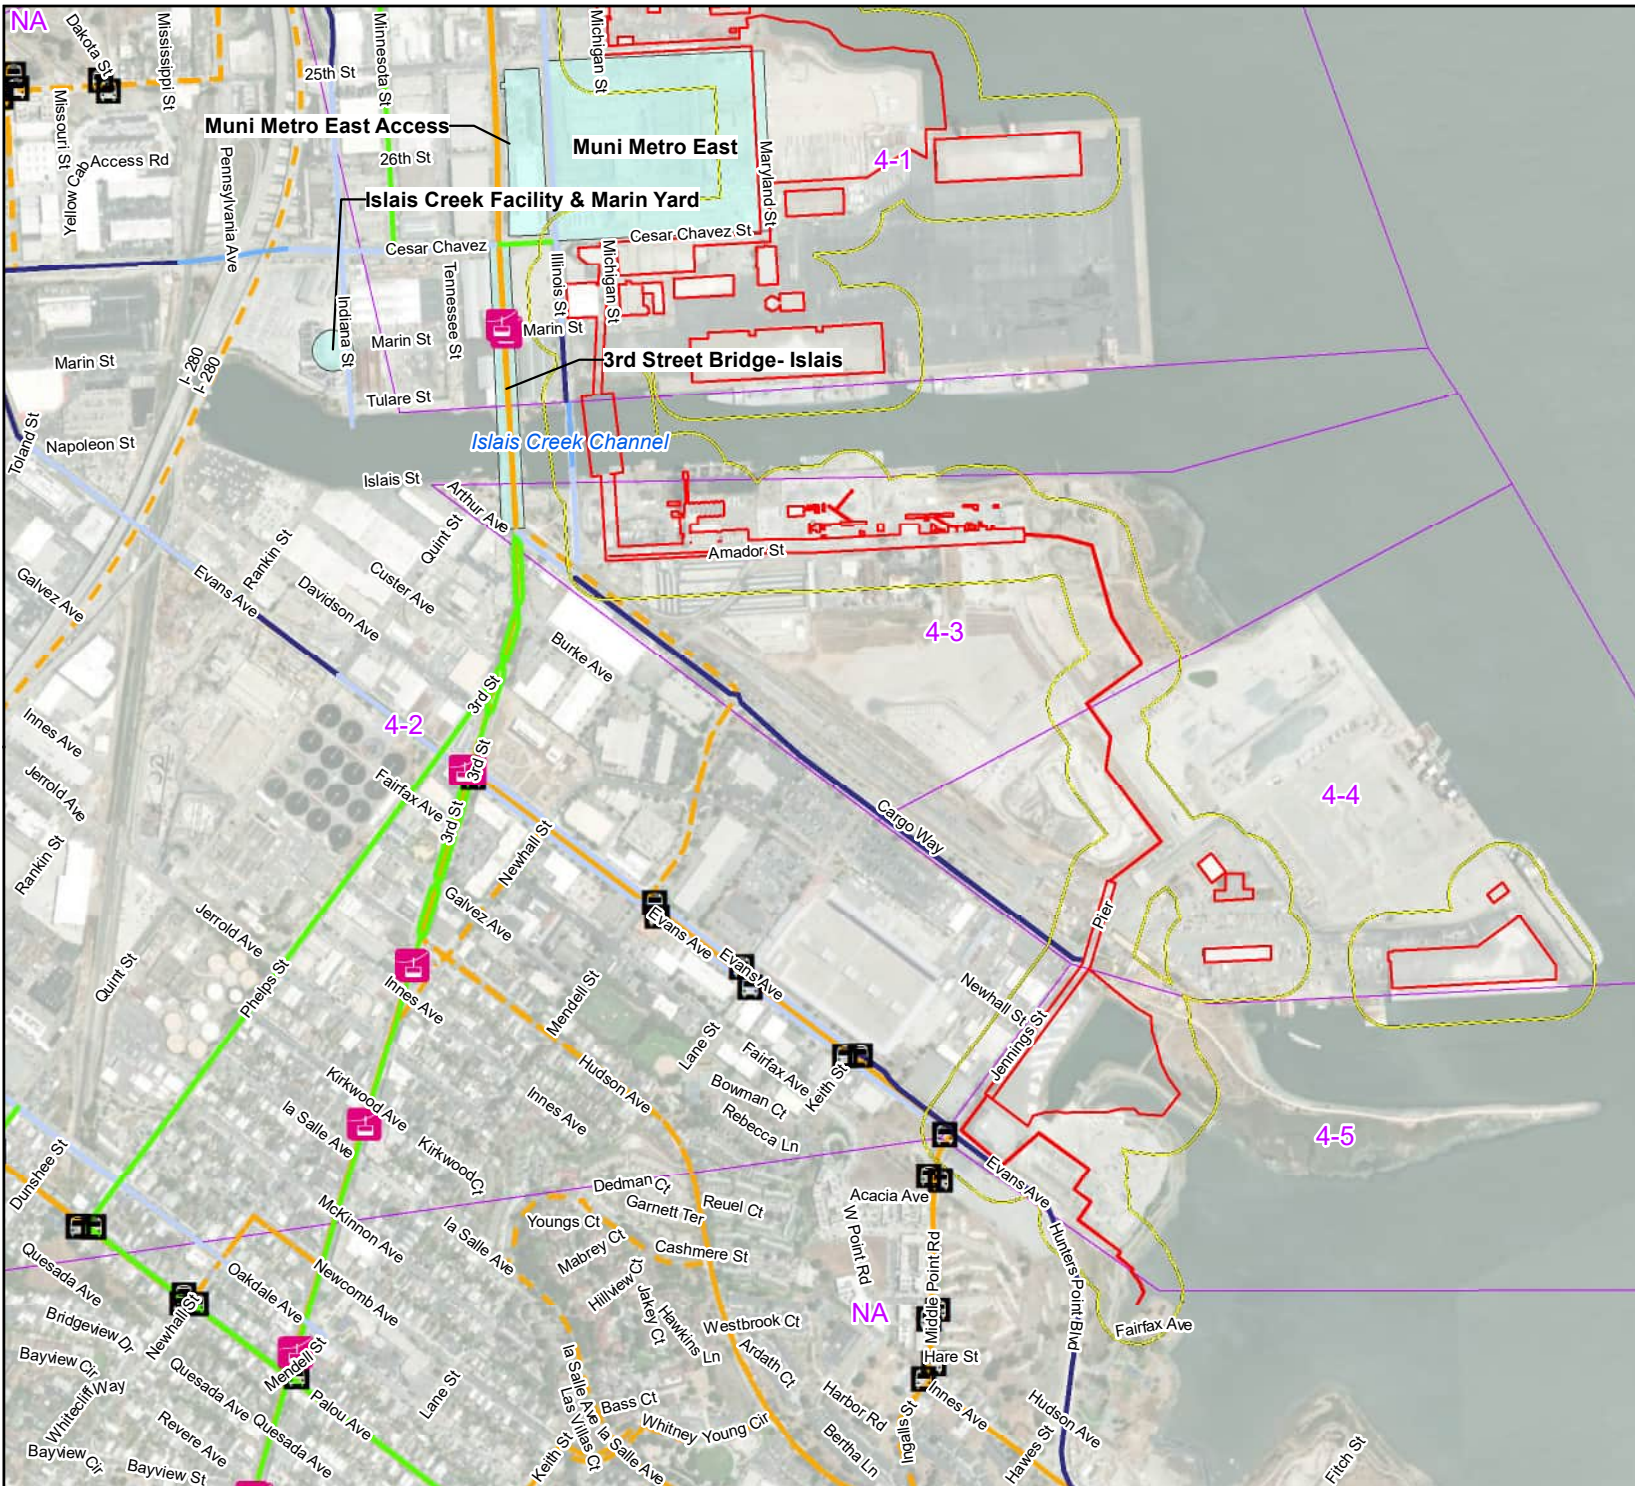 NA
Dakota St
Mississippi St
Minnesota St
Michigan St
25th St
Missouri St
Yellow Cab
Access Rd
Pennsylvania Ave
Muni Metro East Access
26th St
Muni Metro East
Maryland St
4-1
Islais Creek Facility & Marin Yard
Cesar Chavez
Cesar Chavez St
Tennessee St
Illinois St
Michigan St
Indiana St
Marin St
Marin St
Marin St
I- 280
I- 280
3rd Street Bridge- Islais
Tulare St
Toland St
Napoleon St
Islais Creek Channel
Islais St
Arthur Ave
Quint St
Rankin St
Amador St
Evans Ave
Custer Ave
Davidson Ave
Galvez Ave
Burke Ave
4-3
3rd St
Innes Ave
4-2
3rd St
Jerrold Ave
Fairfax Ave
3rd St
4-4
Cargo Way
Rankin St
Newhall St
Galvez Ave
Jerrold Ave
Evans Ave
Evans Ave
Pier
Quint St
Phelps St
Innes Ave
Mendell St
Newhall St
Lane St
Jennings St
Fairfax Ave
Keith St
Hudson Ave
Kirkwood Ave
la Salle Ave
Innes Ave
Bowman Ct
Rebecca Ln
4-5
Kirkwood Ct
Dunshee St
Evans Ave
Dedman Ct
Acacia Ave
Reuel Ct
Garnett Ter
McKinnon Ave
Youngs Ct
W Point Rd
Middle Point Rd
Hunters Point Blvd
la Salle Ave
Mabrey Ct
Cashmere St
Quesada Ave
Oakdale Ave
Newcomb Ave
Hillview Ct
Jakey Ct
Hawkins Ln
NA
Bridgeview Dr
Newhall St
Westbrook Ct
Fairfax Ave
Ardath Ct
Hare St
Bayview Cir
Mendell St
Quesada Ave
Whitecliff Way
Lane St
la Salle Ave
Las Villas Ct
Bass Ct
Palou Ave
Harbor Rd
Ingalls St
Innes Ave
Hudson Ave
Whitney Young Cir
Revere Ave
Quesada Ave
la Salle Ave
Bertha Ln
Hawes St
Keith St
Bayview Cir
Bayview St
Fitch St